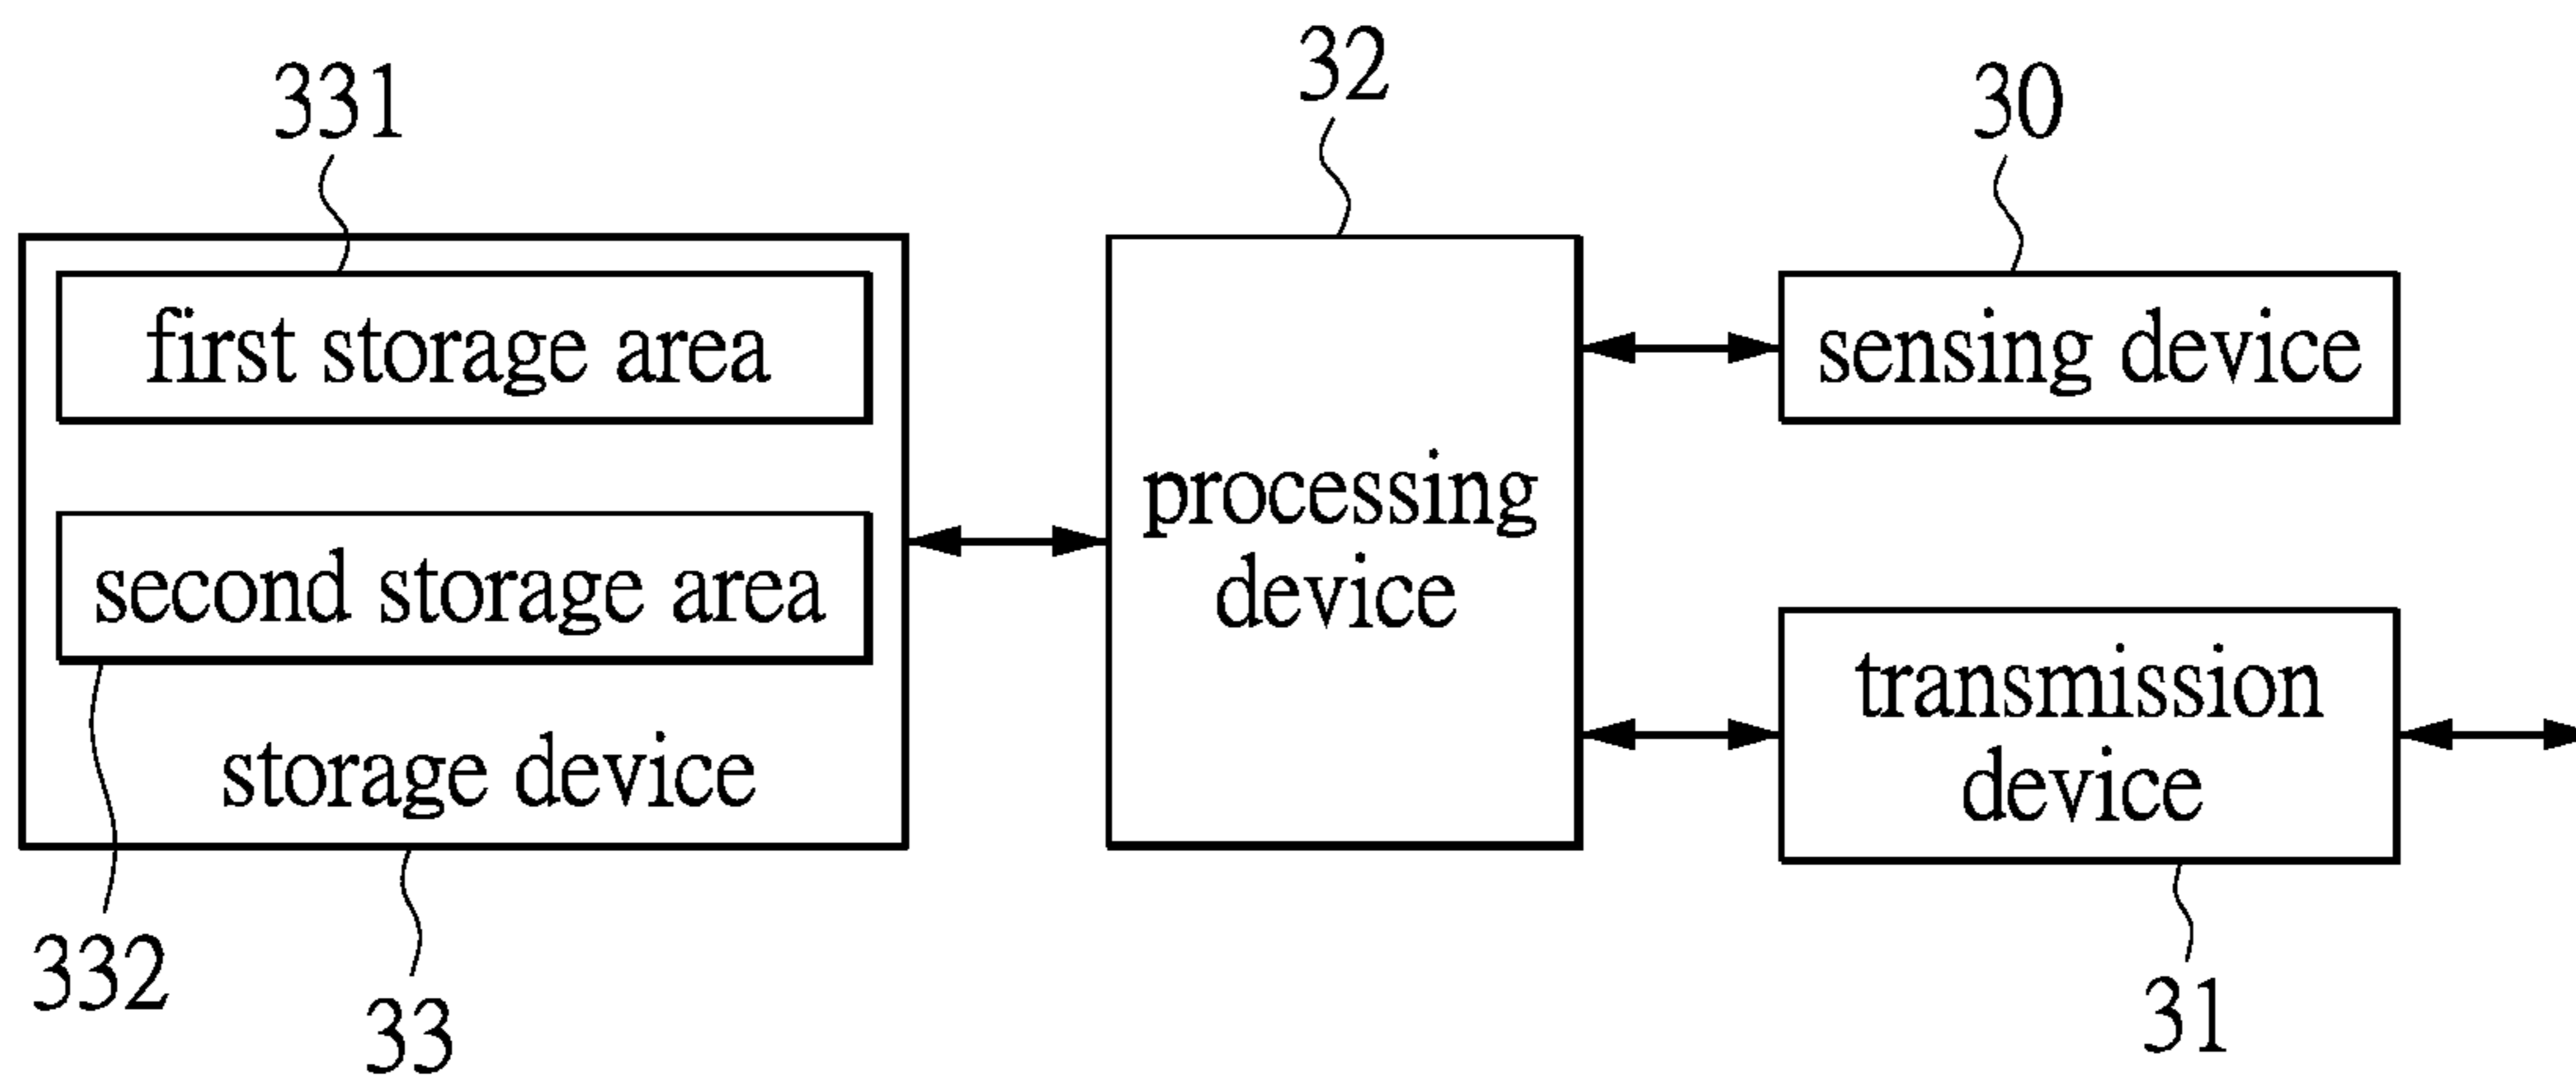 331
32
30
first storage area
sensing device
processing
device
second storage area
transmission
device
storage device
332
33
31